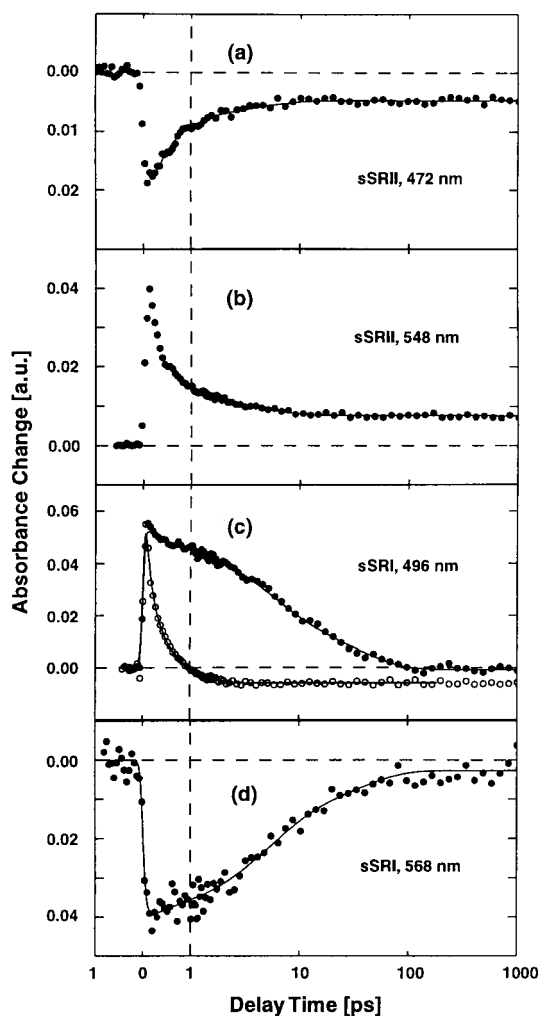 (a)
0.00
0.01
0.02
sSRII, 472 nm
(b)
0.04
sSRII, 548 nm
0.02
0.00
Absorbance Change [a.u.]
0.06
(c)
0.04
sSRI, 496 nm
0.02
0.00
0.00
(d)
0.02
sSRI, 568 nm
0.04
1 0 1 10 100 1000
Delay Time [ps]